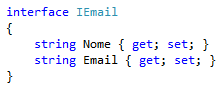 interface IEmail
{
    string Nome { get; set; }
    string Email { get; set; }
}